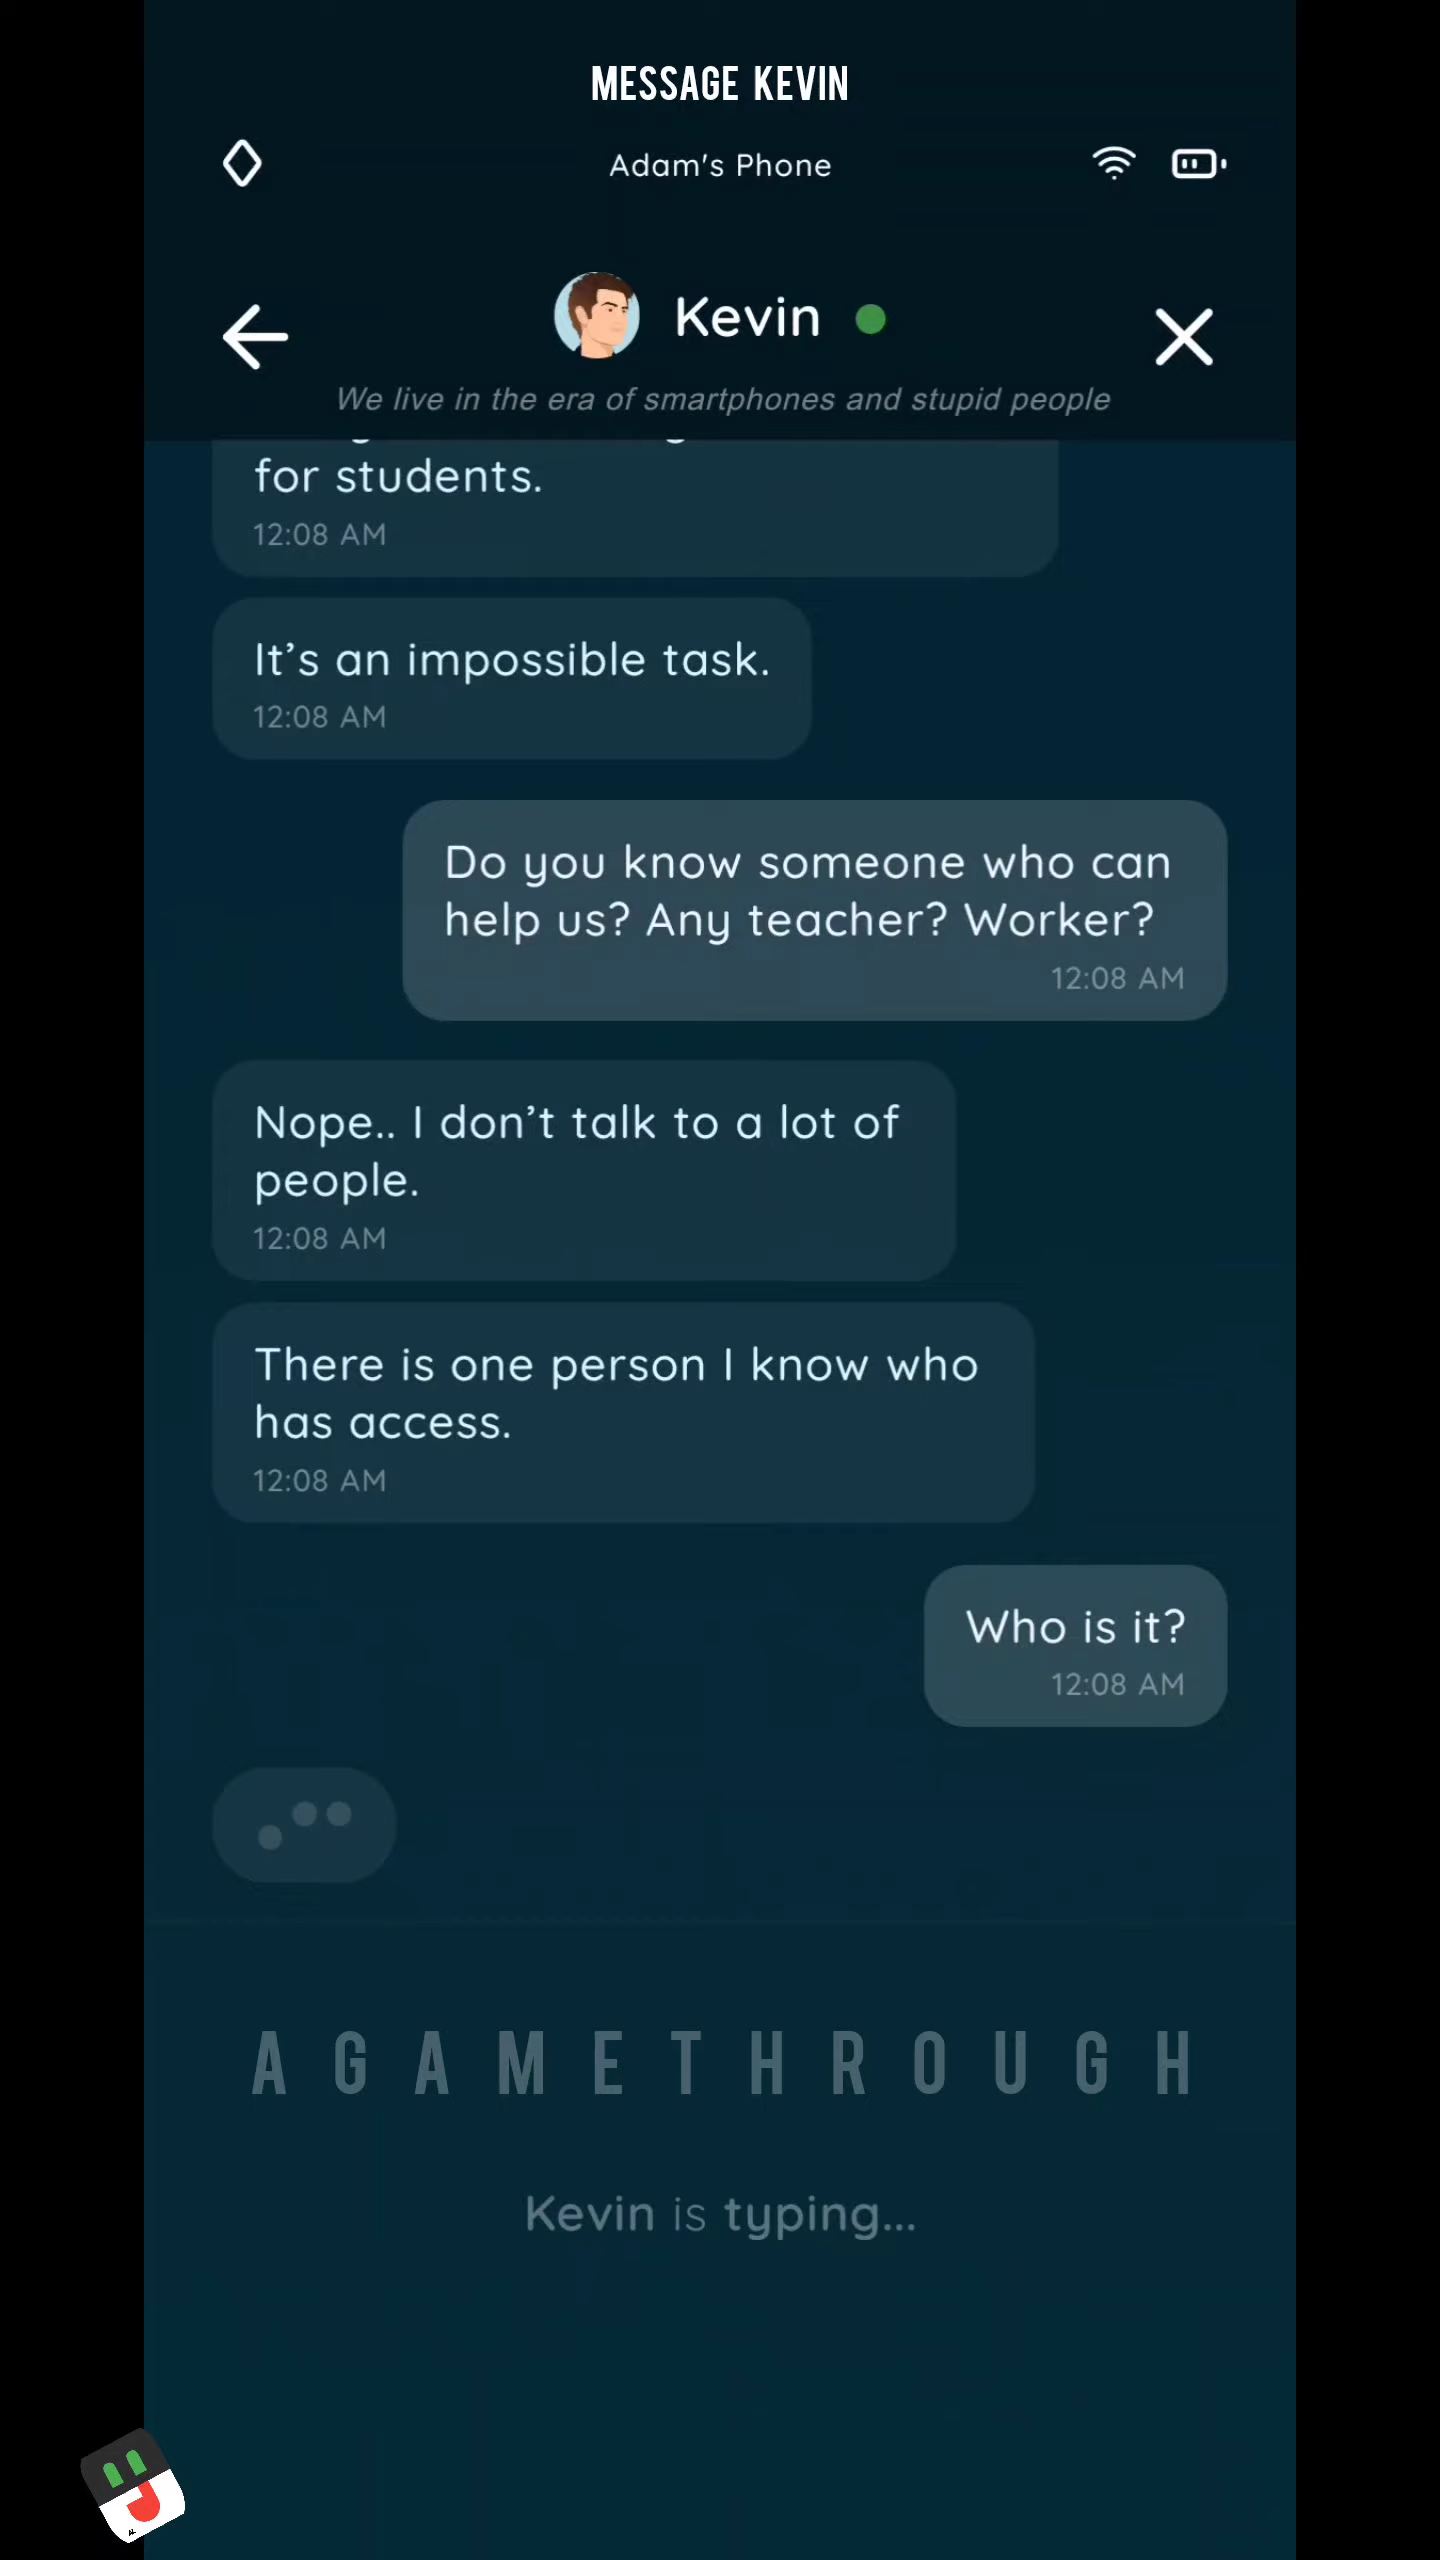 MESSAGE KEVIN
Adam's Phone
Kevin
We live in the era of smartphones and stupid people
for students.
12:08 AM
It’s an impossible task.
12:08 AM
Do you know someone who can
help us? Any teacher? Worker?
12:08 AM
Nope.. I don’t talk to a lot of
people.
12:08 AM
There is one person I know who
has access.
12:08 AM
Who is it?
12:08 AM
AGAMETHROUGH
Kevin is typing...